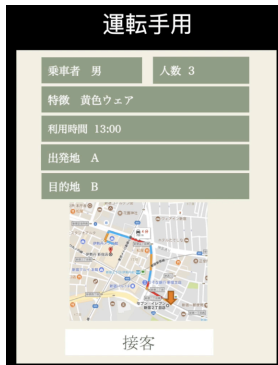 運転手用
乗車者 男
人数 3
特徴 黄色ウェア
利用時間 13:00
出発地 A
目的地 B
接客